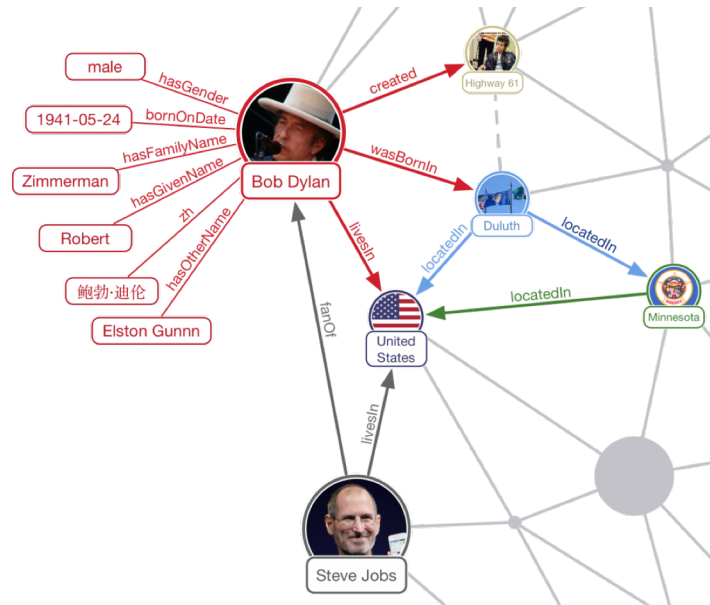 male
hasGender
1941-05-24
bornOnDate
Zimmerman
hasFamilyName
Robert
hasGivenName
鲍勃·迪伦
zh
Elston Gunnn
hasOtherName
Bob Dylan
created
Highway 61
wasBornIn
Duluth
livesIn
locatedIn
locatedIn
locatedIn
Minnesota
United
States
fanOf
livesIn
Steve Jobs